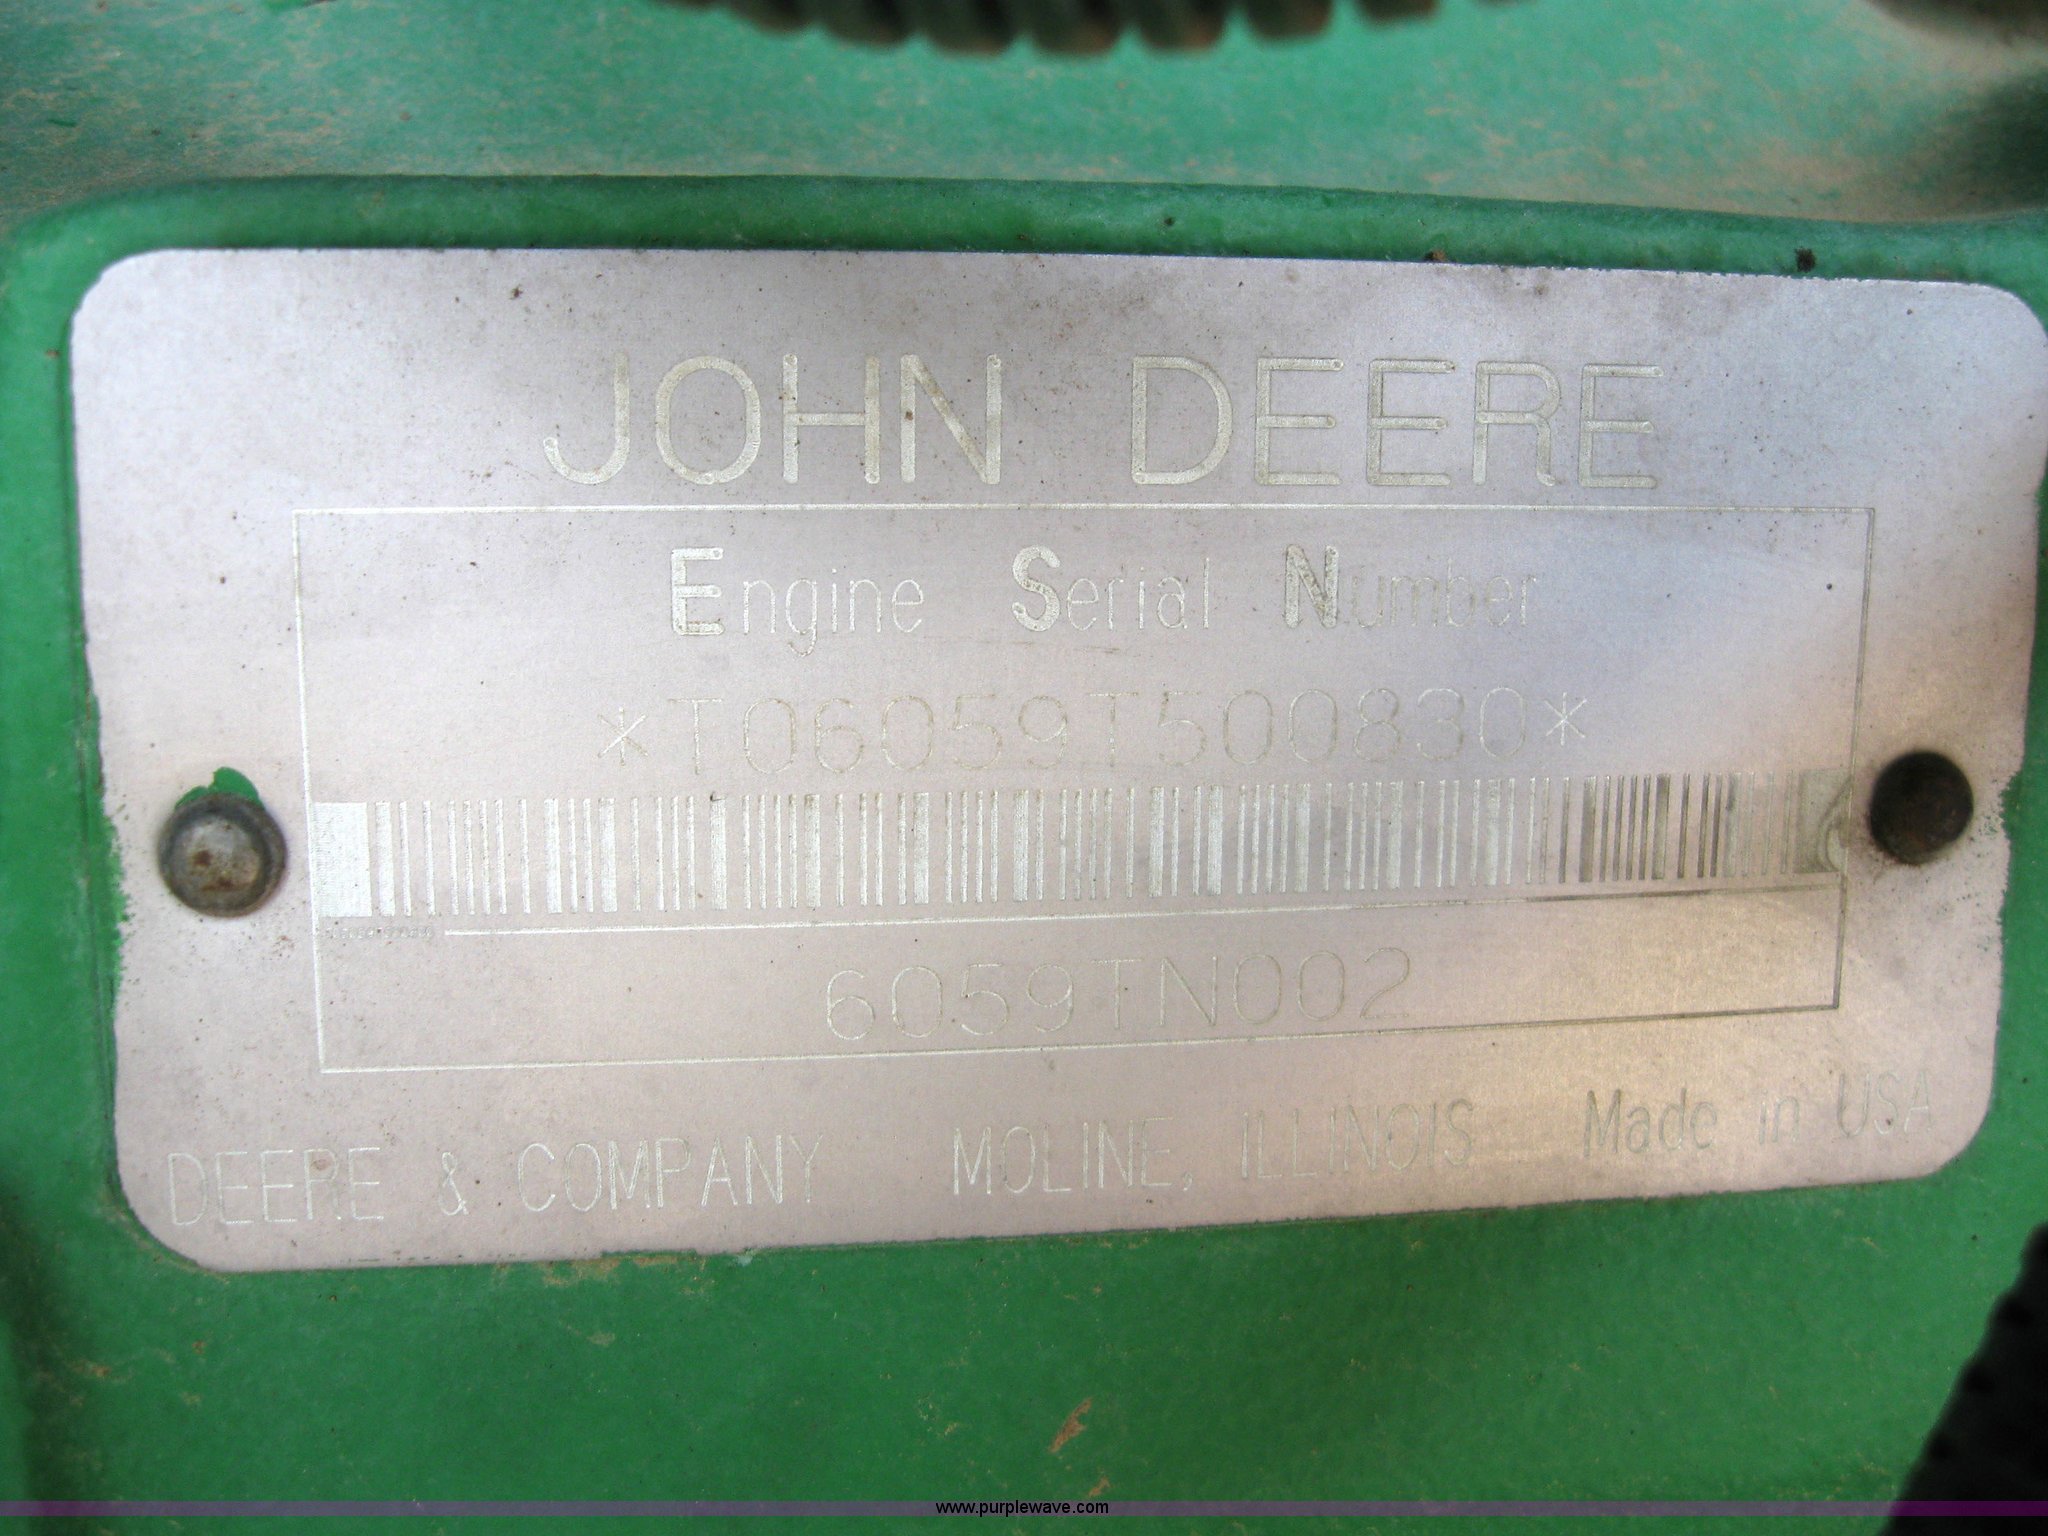 JOHN DEERE
Engine Serial Number
*T06059T500830*
6059TN002
DEERE & COMPANY MOLINE, ILLINOIS Made in USA
www.purplewave.com